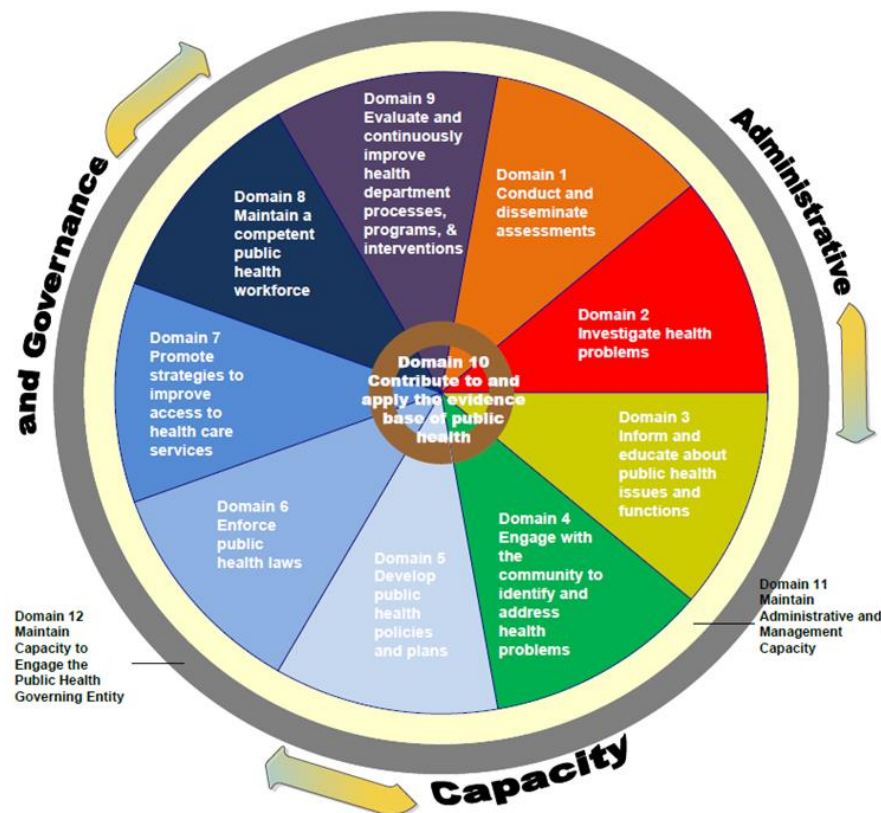 Administrative
Capacity
and Governance
Domain 1
Conduct and
disseminate
assessments
Domain 2
Investigate health
problems
Domain 3
Inform and
educate about
public health
issues and
functions
Domain 4
Engage with
the
community to
identify and
address
health
problems
Domain 5
Develop
public
health
policies
and plans
Domain 6
Enforce
public
health laws
Domain 7
Promote
strategies to
improve
access to
health care
services
Domain 8
Maintain a
competent
public
health
workforce
Domain 9
Evaluate and
continuously
improve
health
department
processes,
programs, &
interventions
Domain 10
Contribute to and
apply the evidence
base of public
health
Domain 11
Maintain
Administrative and
Management
Capacity
Domain 12
Maintain
Capacity to
Engage the
Public Health
Governing Entity